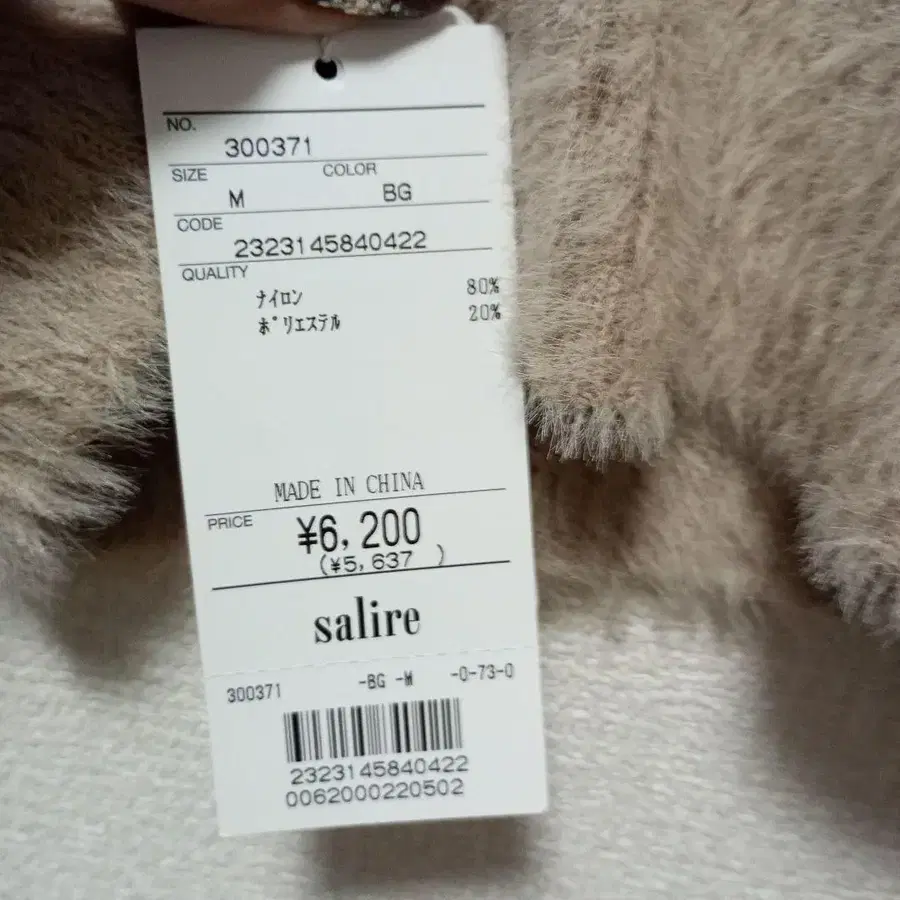 NO.
300371
SIZE COLOR
M BG
CODE
2323145840422
QUALITY
ナイロン 80%
ポリエステル 20%
MADE IN CHINA
PRICE
¥6,200
(¥5,637 )
salire
300371 -BG -M -0-73-0
2323145840422
0062000220502